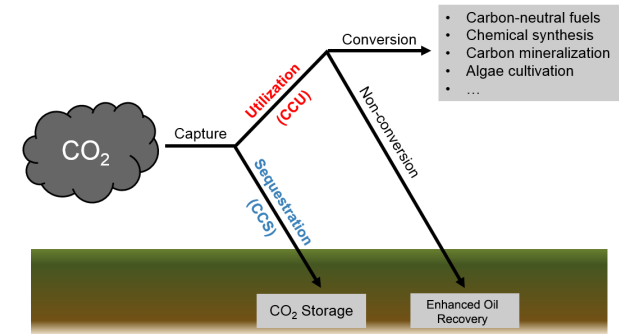 CO₂
Capture
Utilization
(CCU)
Sequestration
(CCS)
Conversion
Non-conversion
• Carbon-neutral fuels
• Chemical synthesis
• Carbon mineralization
• Algae cultivation
• …
CO₂ Storage
Enhanced Oil
Recovery